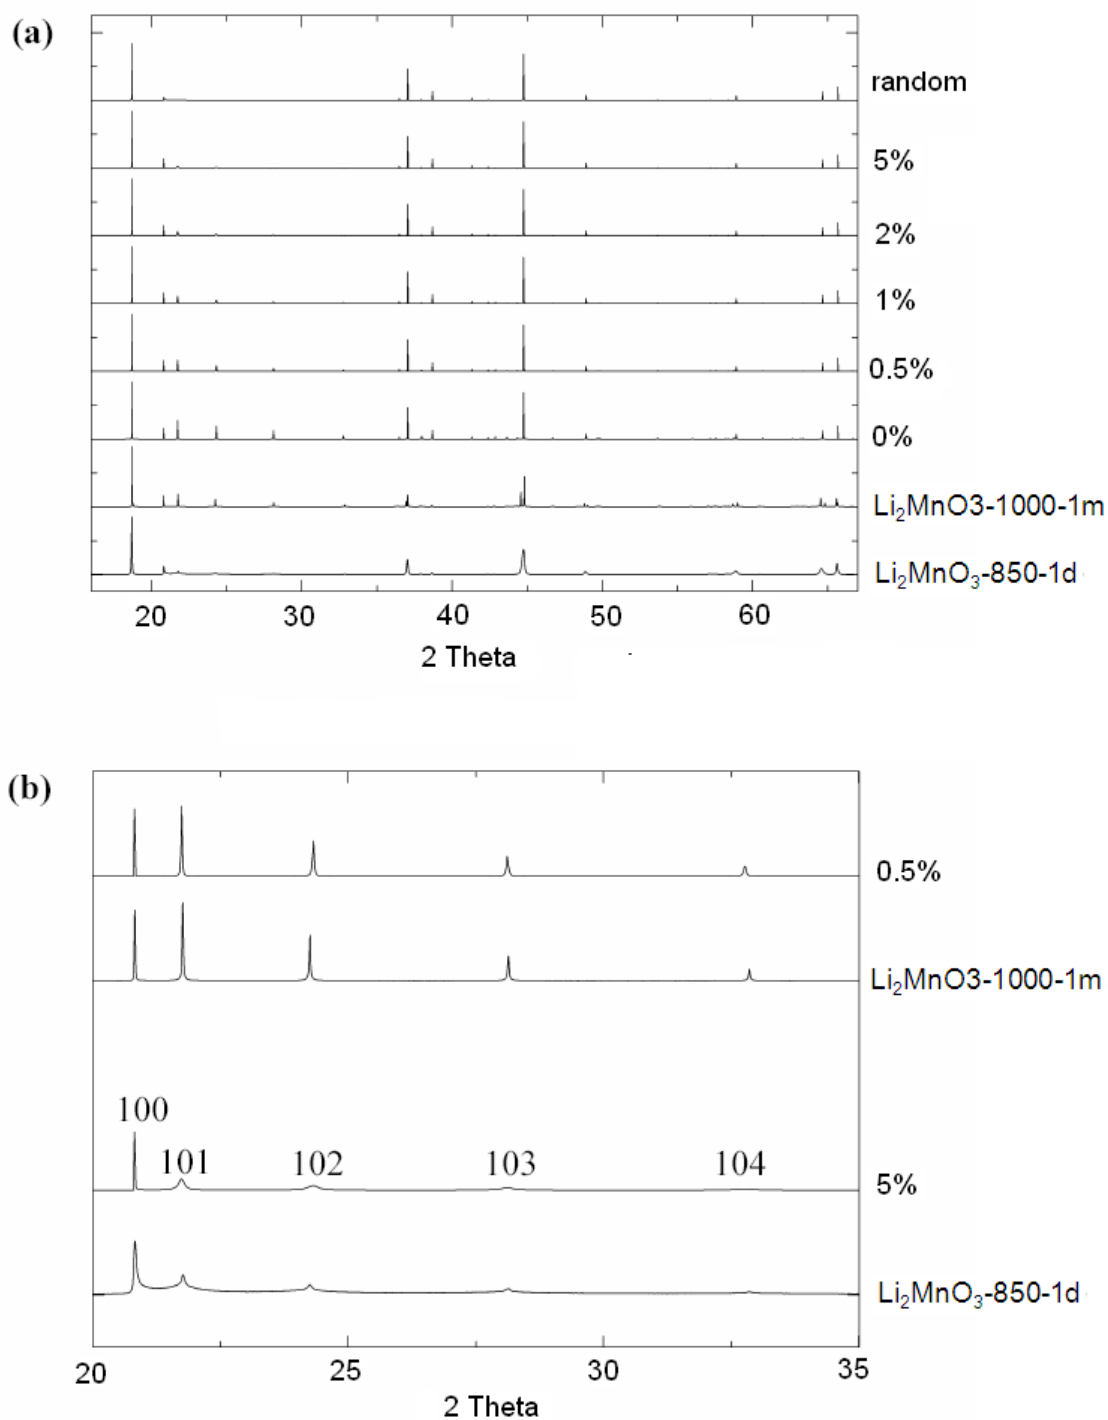 (a)
random
5%
2%
1%
0.5%
0%
Li₂MnO3-1000-1m
Li₂MnO₃-850-1d
20 30 40 50 60
2 Theta
(b)
0.5%
Li₂MnO3-1000-1m
100
101 102 103 104
5%
Li₂MnO₃-850-1d
20 25 30 35
2 Theta